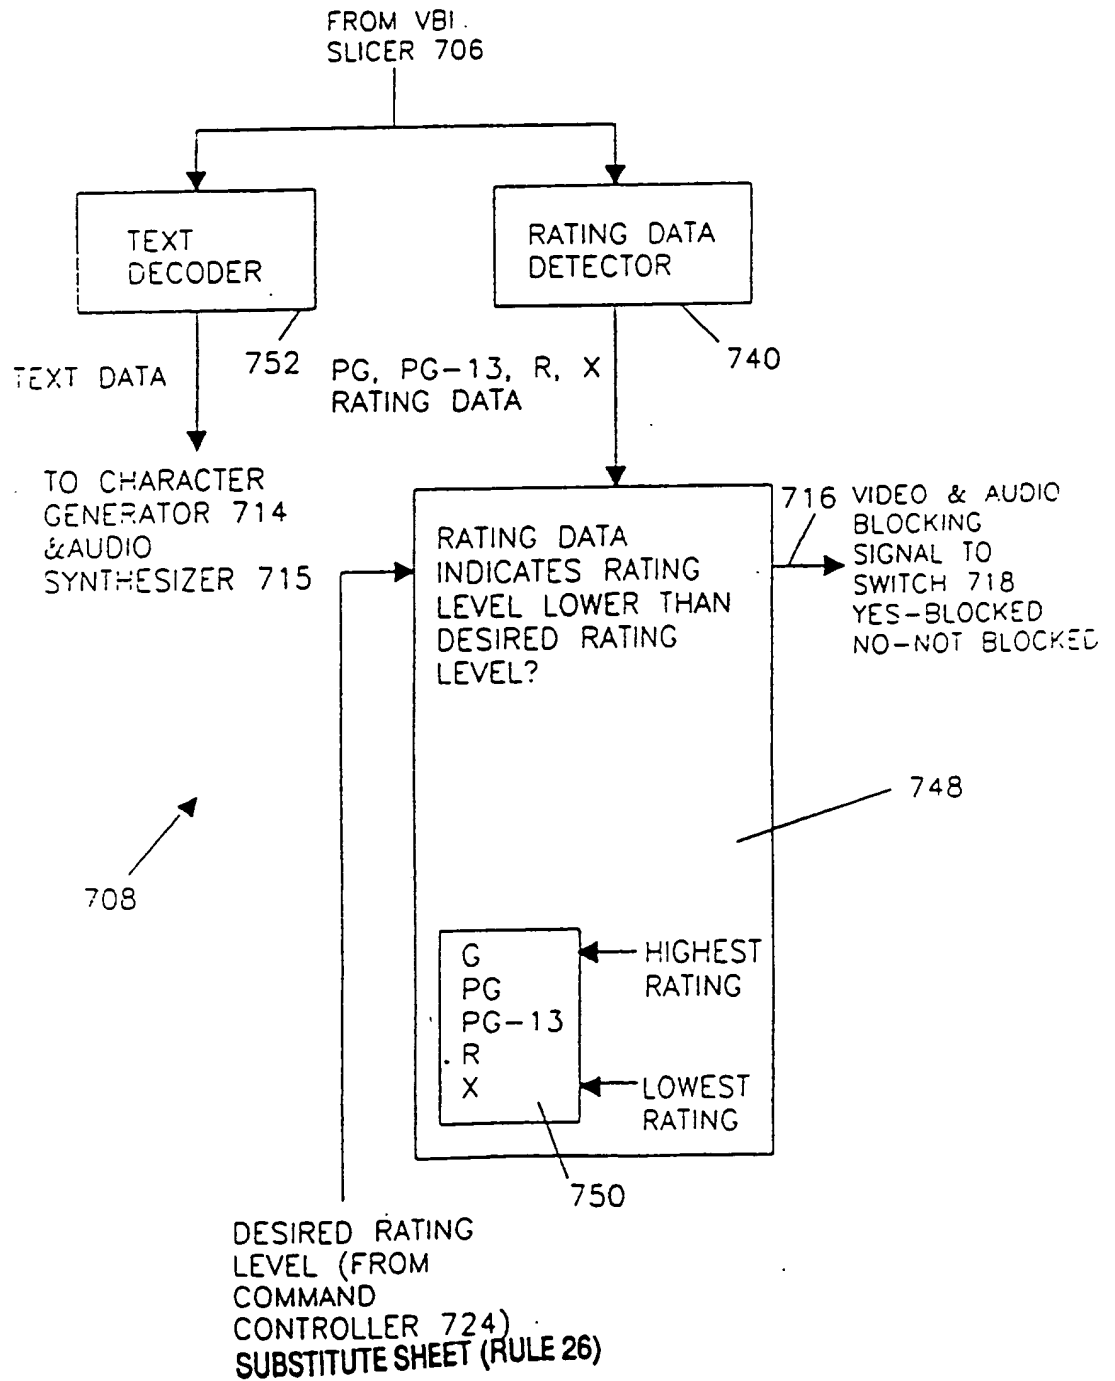 FROM VBI
SLICER 706
TEXT
DECODER
RATING DATA
DETECTOR
752
740
TEXT DATA
PG, PG-13, R, X
RATING DATA
TO CHARACTER
GENERATOR 714
&AUDIO
SYNTHESIZER 715
RATING DATA
INDICATES RATING
LEVEL LOWER THAN
DESIRED RATING
LEVEL?
716
VIDEO & AUDIO
BLOCKING
SIGNAL TO
SWITCH 718
YES-BLOCKED
NO-NOT BLOCKED
748
708
G
PG
PG-13
R
X
HIGHEST
RATING
LOWEST
RATING
750
DESIRED RATING
LEVEL (FROM
COMMAND
CONTROLLER 724)
SUBSTITUTE SHEET (RULE 26)